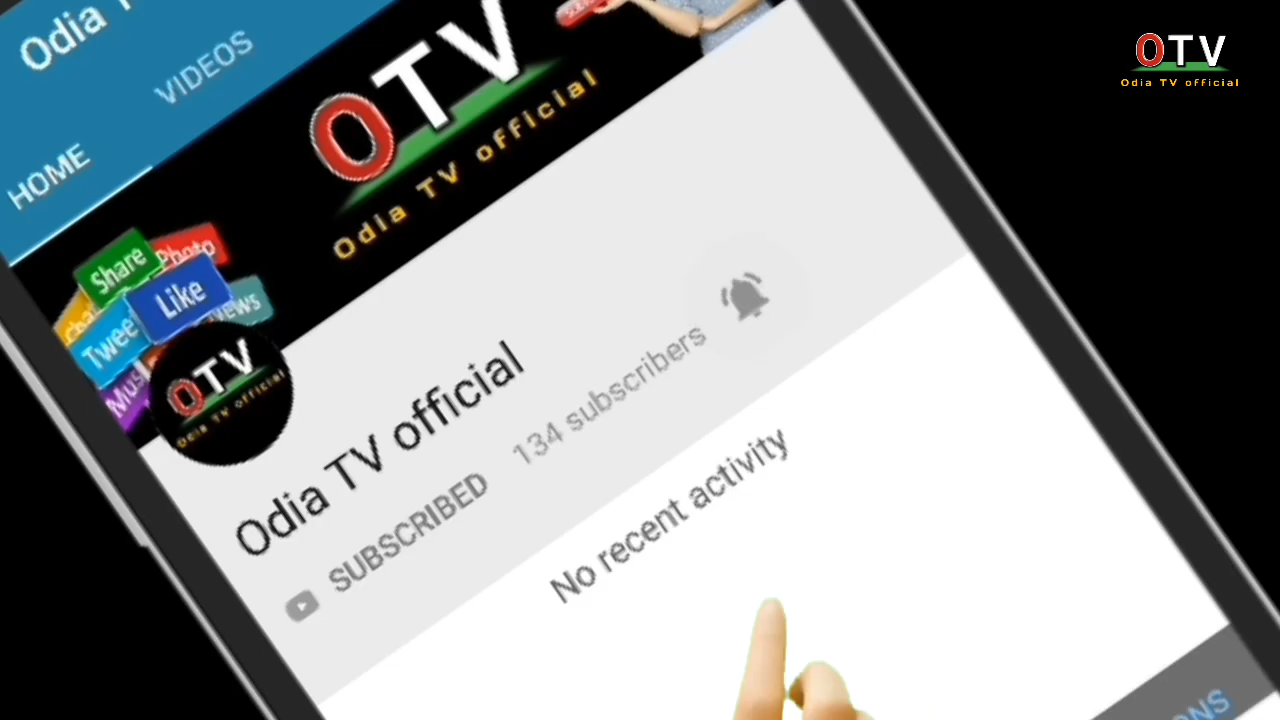 Odia
VIDEOS
HOME
OTV
Odia TV official
OTV
Odia TV official
Share
Photo
Like
News
Tweet
OTV
Odia TV official
Odia TV official
SUBSCRIBED
134 subscribers
No recent activity